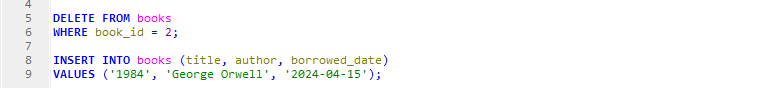 4
5 DELETE FROM books
6 WHERE book_id = 2;
7
8 INSERT INTO books (title, author, borrowed_date)
9 VALUES ('1984', 'George Orwell', '2024-04-15');